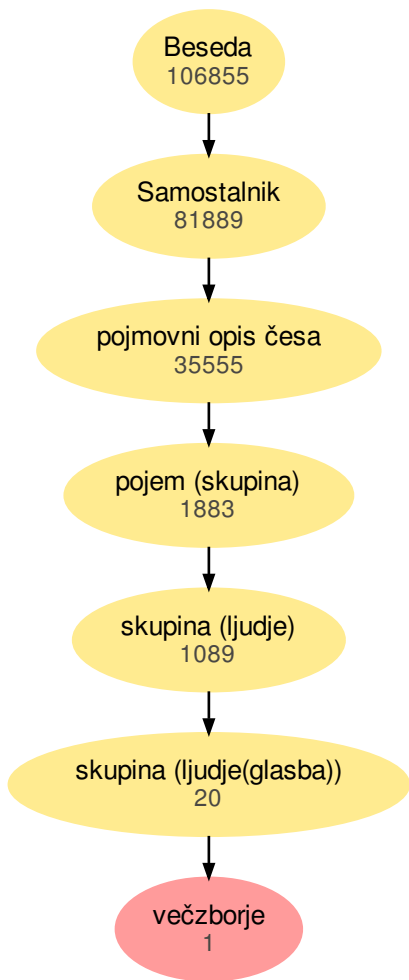 Beseda
106855
Samostalnik
81889
pojmovni opis česa
35555
pojem (skupina)
1883
skupina (ljudje)
1089
skupina (ljudje(glasba))
20
večzborje
1